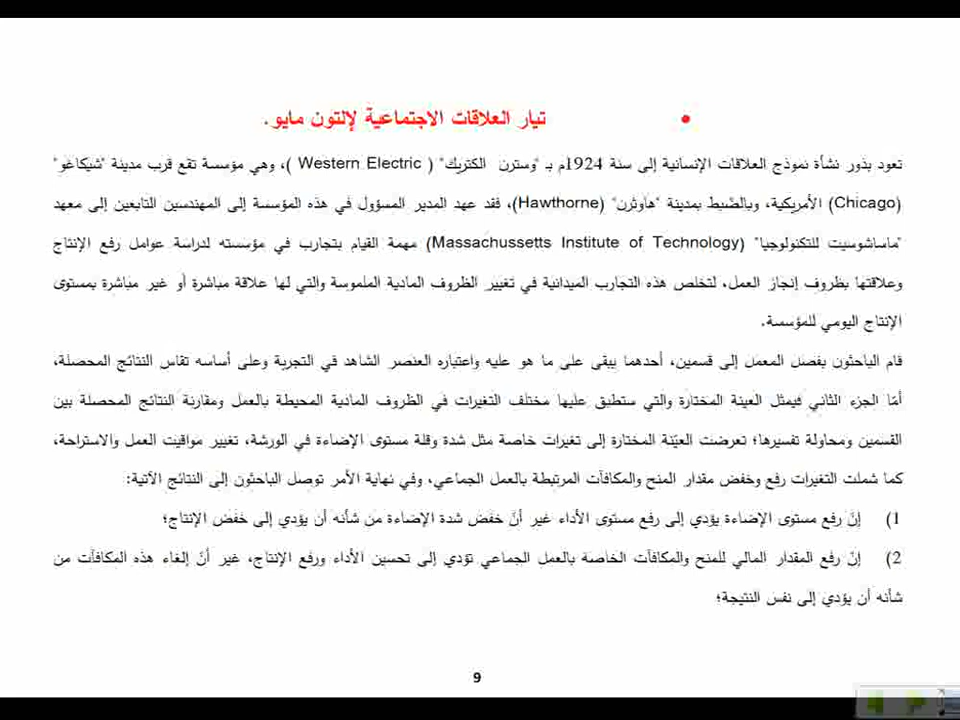 • تيار العلاقات الاجتماعية لإلتون مايو.
تعود بذور نشأة نموذج العلاقات الإنسانية إلى سنة 1924م بـ "وسترن الكتريك" ( Western Electric )، وهي مؤسسة تقع قرب مدينة "شيكاغو"
(Chicago) الأمريكية، وبالضّبط بمدينة "هاوثرن" (Hawthorne)، فقد عهد المدير المسؤول في هذه المؤسسة إلى المهندسين التابعين إلى معهد
"ماساشوسيت للتكنولوجيا" (Massachussetts Institute of Technology) مهمة القيام بتجارب في مؤسسته لدراسة عوامل رفع الإنتاج
وعلاقتها بظروف إنجاز العمل، لتخلص هذه التجارب الميدانية في تغيير الظروف المادية الملموسة والتي لها علاقة مباشرة أو غير مباشرة بمستوى
الإنتاج اليومي للمؤسسة.
قام الباحثون بفصل المعمل إلى قسمين، أحدهما يبقى على ما هو عليه واعتباره العنصر الشاهد في التجربة وعلى أساسه تقاس النتائج المحصلة،
أمّا الجزء الثاني فيمثل العينة المختارة والتي ستطبق عليها مختلف التغيرات في الظروف المادية المحيطة بالعمل ومقارنة النتائج المحصلة بين
القسمين ومحاولة تفسيرها؛ تعرضت العيّنة المختارة إلى تغيرات خاصة مثل شدة وقلة مستوى الإضاءة في الورشة، تغيير مواقيت العمل والاستراحة،
كما شملت التغيرات رفع وخفض مقدار المنح والمكافآت المرتبطة بالعمل الجماعي، وفي نهاية الأمر توصل الباحثون إلى النتائج الآتية:
1) إنّ رفع مستوى الإضاءة يؤدي إلى رفع مستوى الأداء غير أنّ خفض شدة الإضاءة من شأنه أن يؤدي إلى خفض الإنتاج؛
2) إنّ رفع المقدار المالي للمنح والمكافآت الخاصة بالعمل الجماعي تؤدي إلى تحسين الأداء ورفع الإنتاج، غير أنّ إلغاء هذه المكافآت من
شأنه أن يؤدي إلى نفس النتيجة؛
9